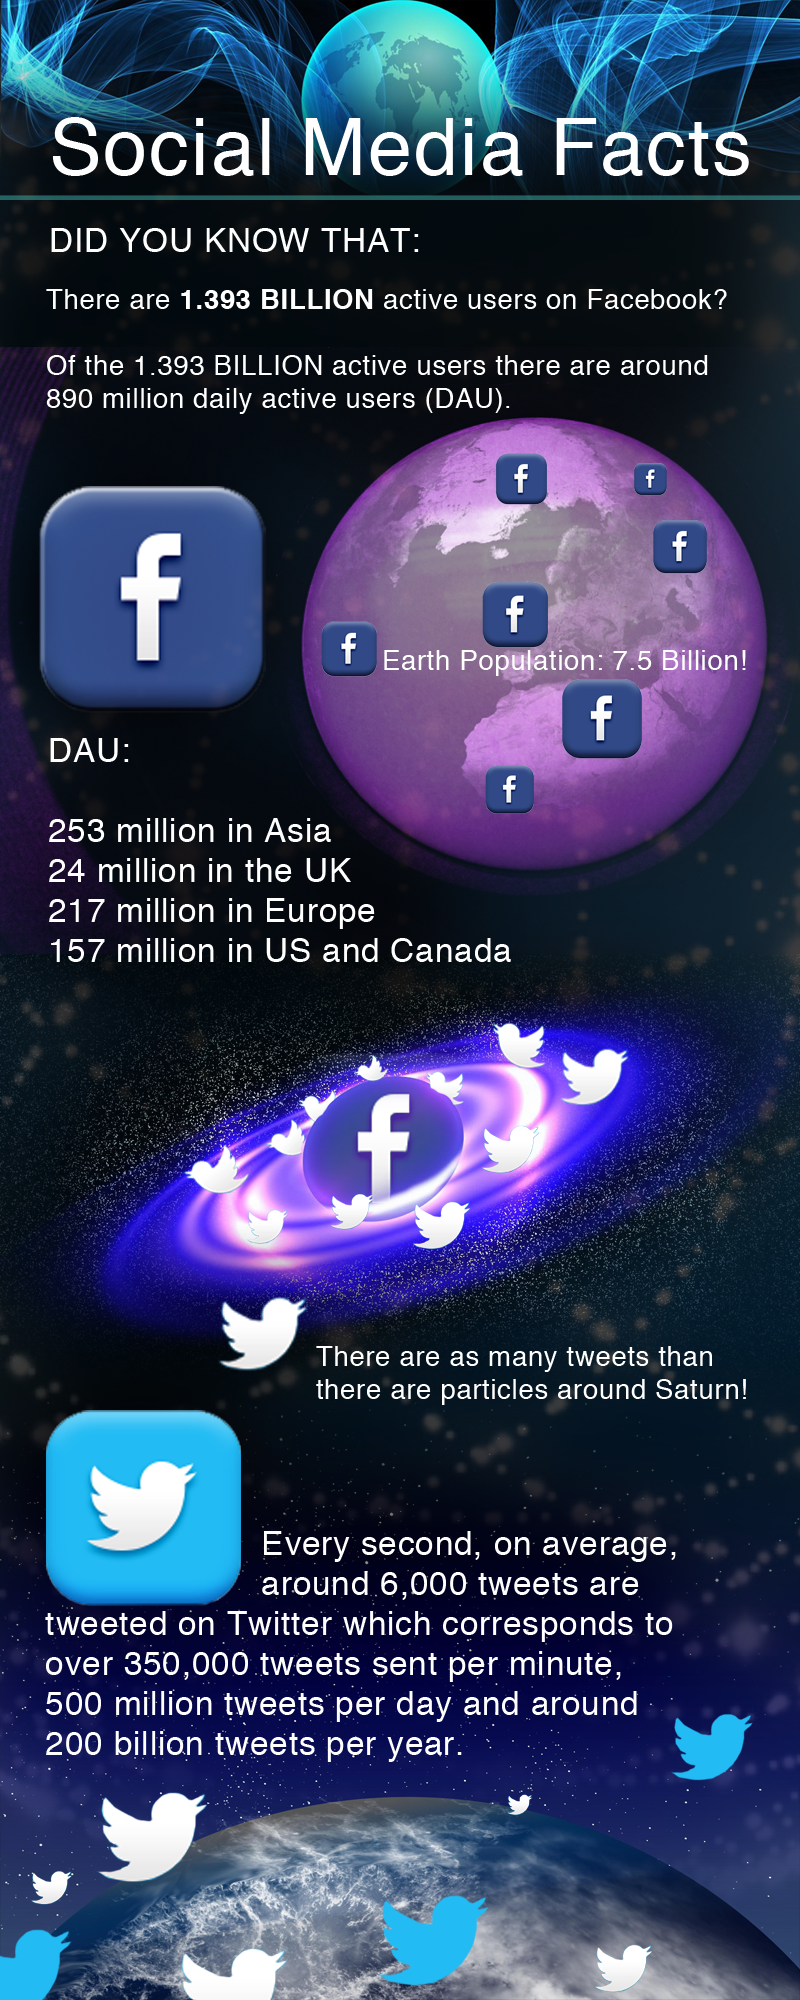 Social Media Facts
DID YOU KNOW THAT:
There are 1.393 BILLION active users on Facebook?
Of the 1.393 BILLION active users there are around
890 million daily active users (DAU).
Earth Population: 7.5 Billion!
DAU:
253 million in Asia
24 million in the UK
217 million in Europe
157 million in US and Canada
There are as many tweets than
there are particles around Saturn!
Every second, on average,
around 6,000 tweets are
tweeted on Twitter which corresponds to
over 350,000 tweets sent per minute,
500 million tweets per day and around
200 billion tweets per year.